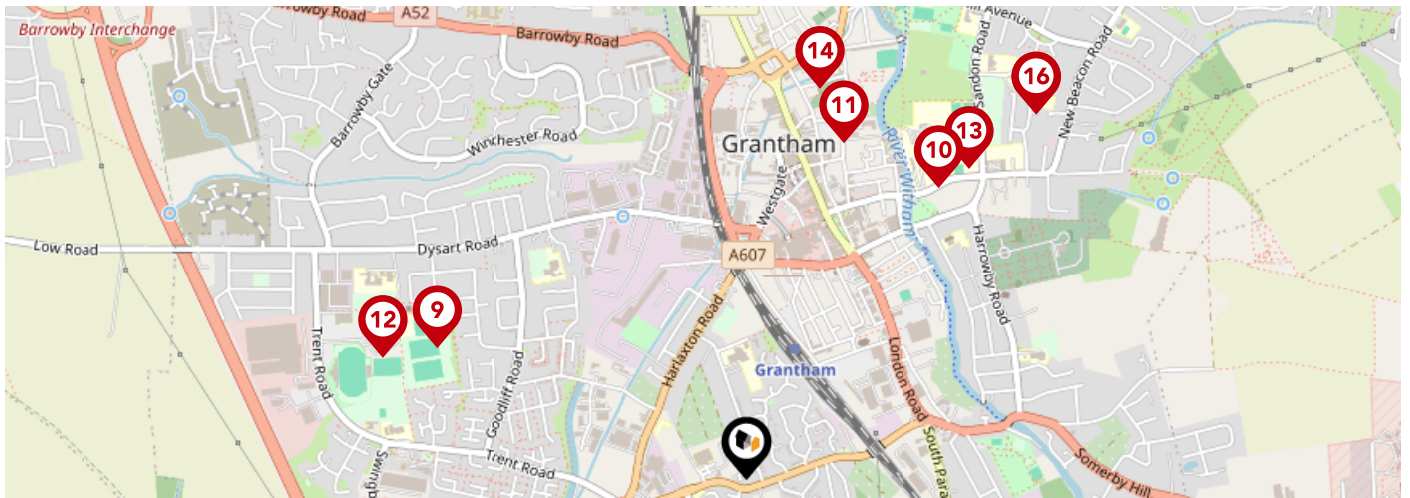 Barrowby Interchange
Barrowby Road
A52
Barrowby Road
Barrowby Gate
Winchester Road
Low Road
Dysart Road
Trent Road
Goodliff Road
Trent Road
12
9
Grantham
Westgate
A607
Harlaxton Road
Grantham
London Road
Somerby Hill
Harrowby Road
River Witham
Sandon Road
New Beacon Road
Avenue
14
11
10
13
16